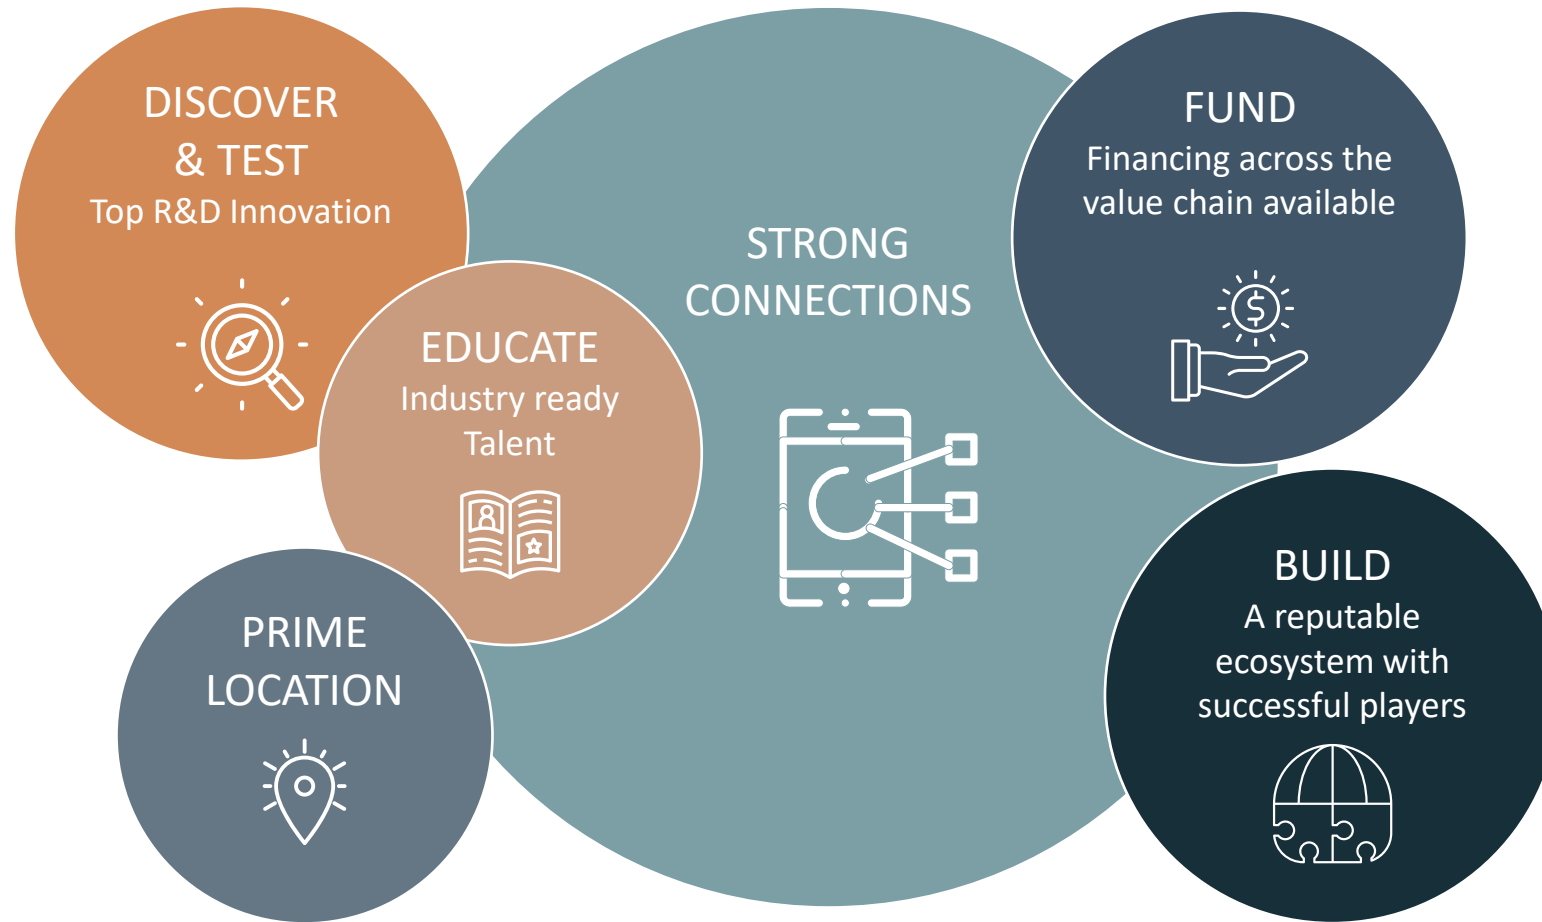 DISCOVER
& TEST
Top R&D Innovation
EDUCATE
Industry ready
Talent
PRIME
LOCATION
STRONG
CONNECTIONS
FUND
Financing across the
value chain available
$
BUILD
A reputable
ecosystem with
successful players